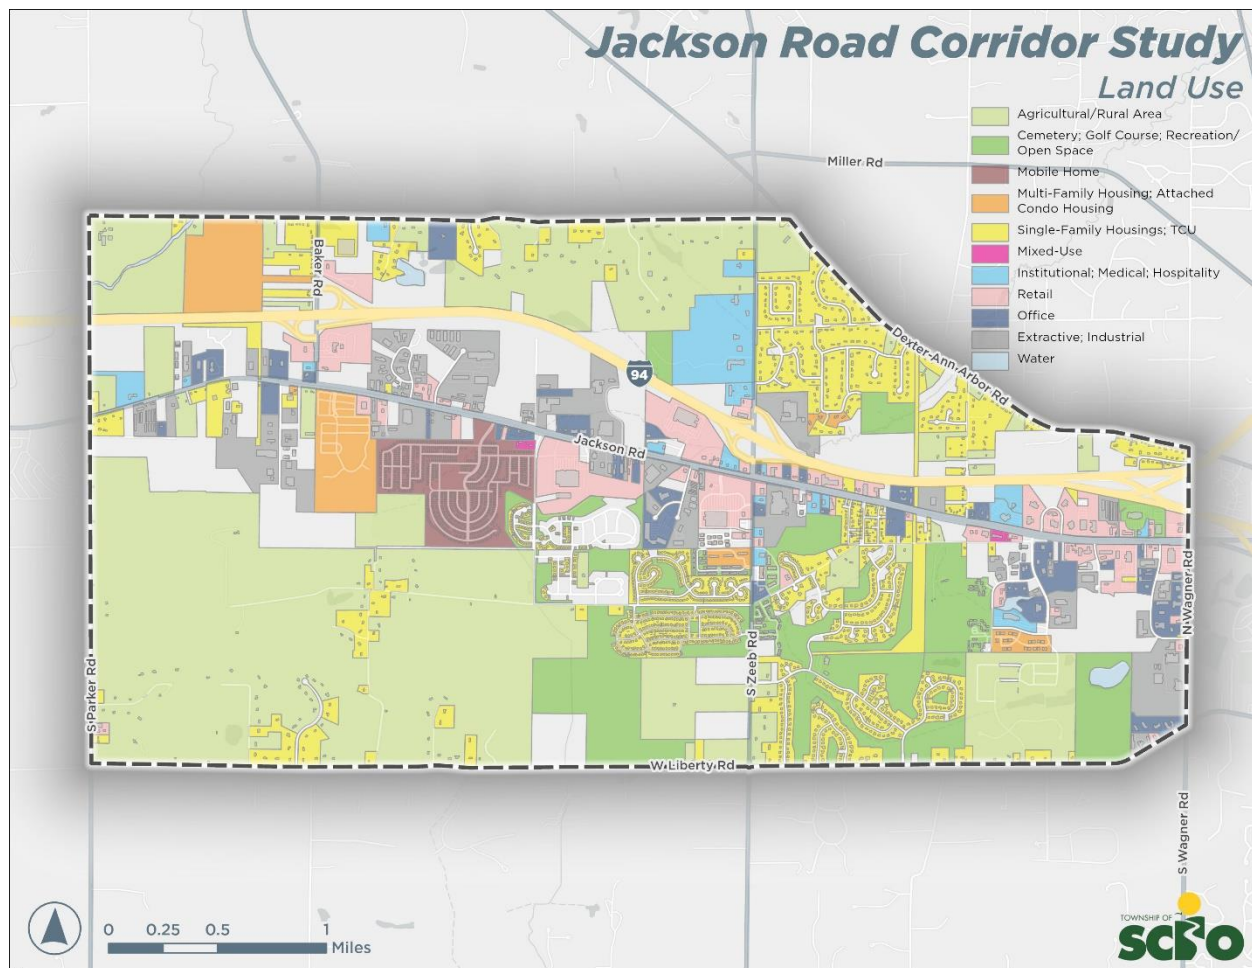 Jackson Road Corridor Study
Land Use
Agricultural/Rural Area
Cemetery; Golf Course; Recreation/
Open Space
Mobile Home
Multi-Family Housing; Attached
Condo Housing
Single-Family Housings; TCU
Mixed-Use
Institutional; Medical; Hospitality
Retail
Office
Extractive; Industrial
Water
Miller Rd
Baker Rd
Dexter-Ann Arbor Rd
94
Jackson Rd
S Parker Rd
S Zeeb Rd
N Wagner Rd
W Liberty Rd
S Wagner Rd
0 0.25 0.5 1
Miles
TOWNSHIP OF
SCIO